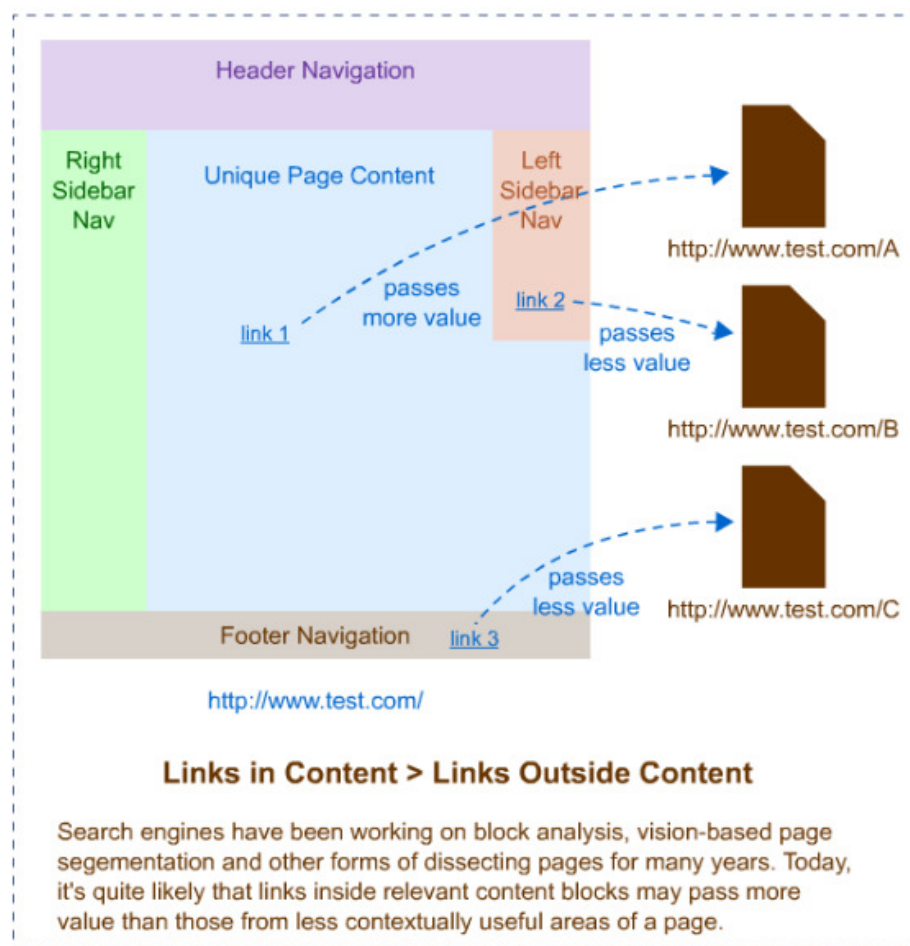 Header Navigation
Right
Sidebar
Nav
Unique Page Content
Left
Sidebar
Nav
http://www.test.com/A
passes
more value
link 1
link 2
passes
less value
http://www.test.com/B
passes
less value
http://www.test.com/C
Footer Navigation
link 3
http://www.test.com/
Links in Content > Links Outside Content
Search engines have been working on block analysis, vision-based page
segementation and other forms of dissecting pages for many years. Today,
it's quite likely that links inside relevant content blocks may pass more
value than those from less contextually useful areas of a page.